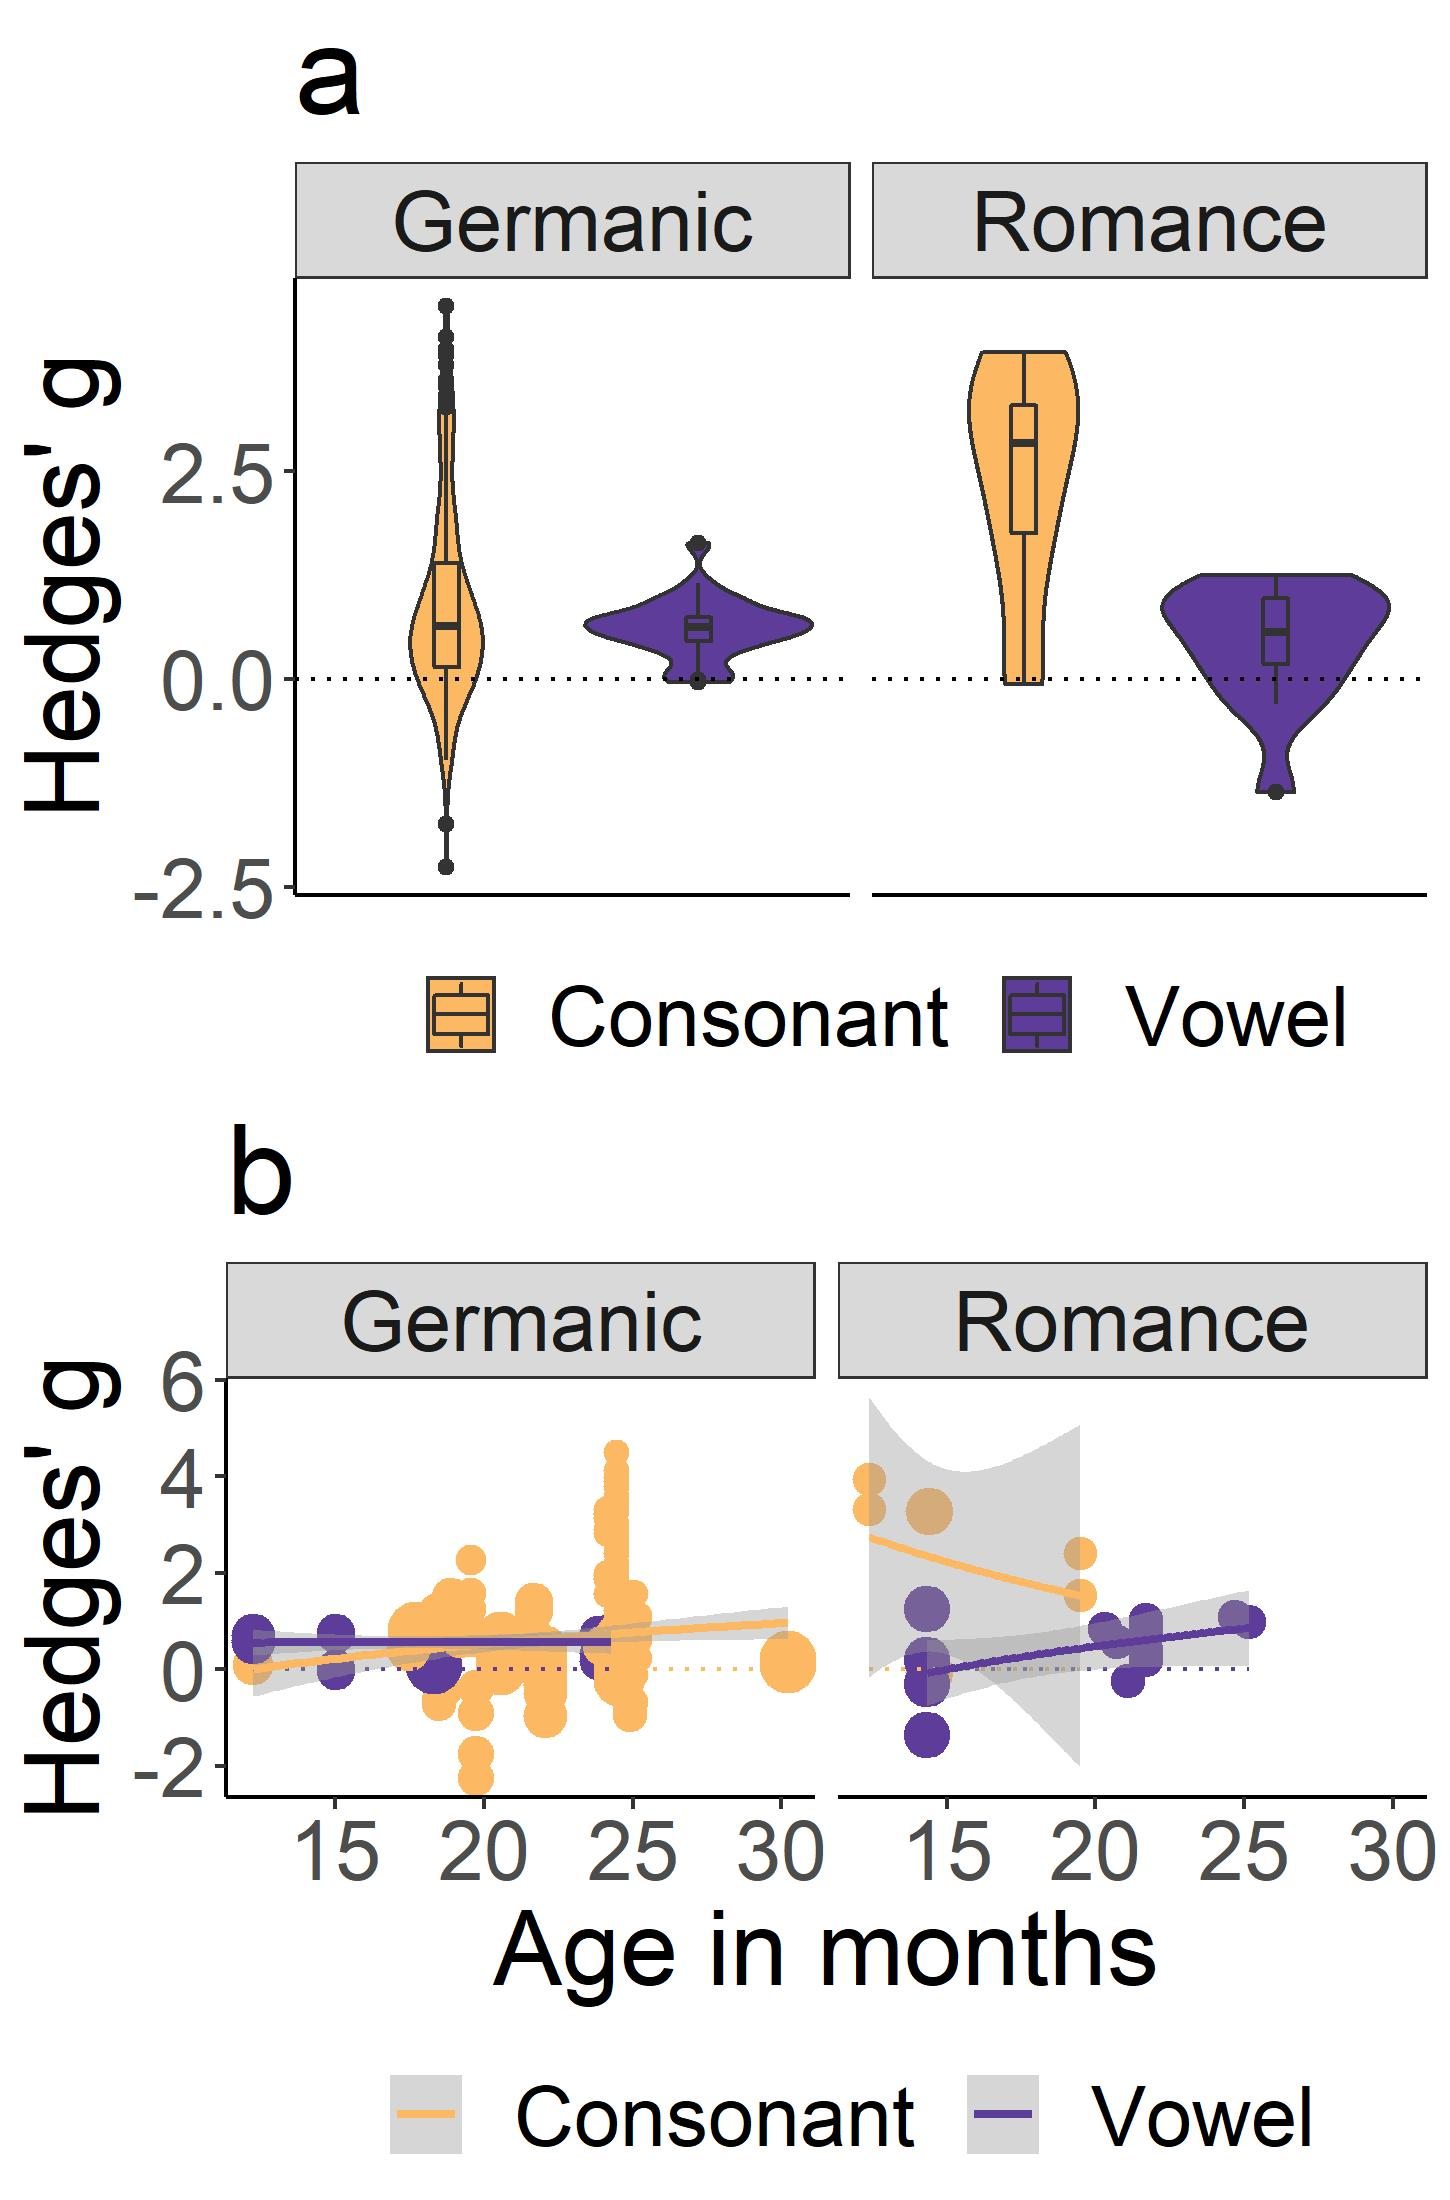 a
Germanic
Romance
Hedges' g
2.5
0.0
-2.5
Consonant
Vowel
b
Germanic
Romance
Hedges' g
6
4
2
0
-2
15 20 25 30 15 20 25 30
Age in months
Consonant
Vowel